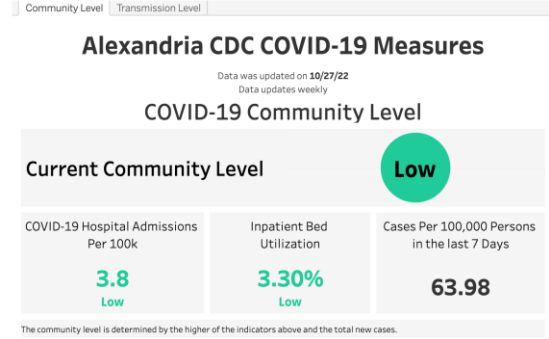 Community Level Transmission Level
Alexandria CDC COVID-19 Measures
Data was updated on 10/27/22
Data updates weekly
COVID-19 Community Level
Current Community Level Low
COVID-19 Hospital Admissions
Per 100k
3.8
Low
Inpatient Bed
Utilization
3.30%
Low
Cases Per 100,000 Persons
in the last 7 Days
63.98
The community level is determined by the higher of the indicators above and the total new cases.